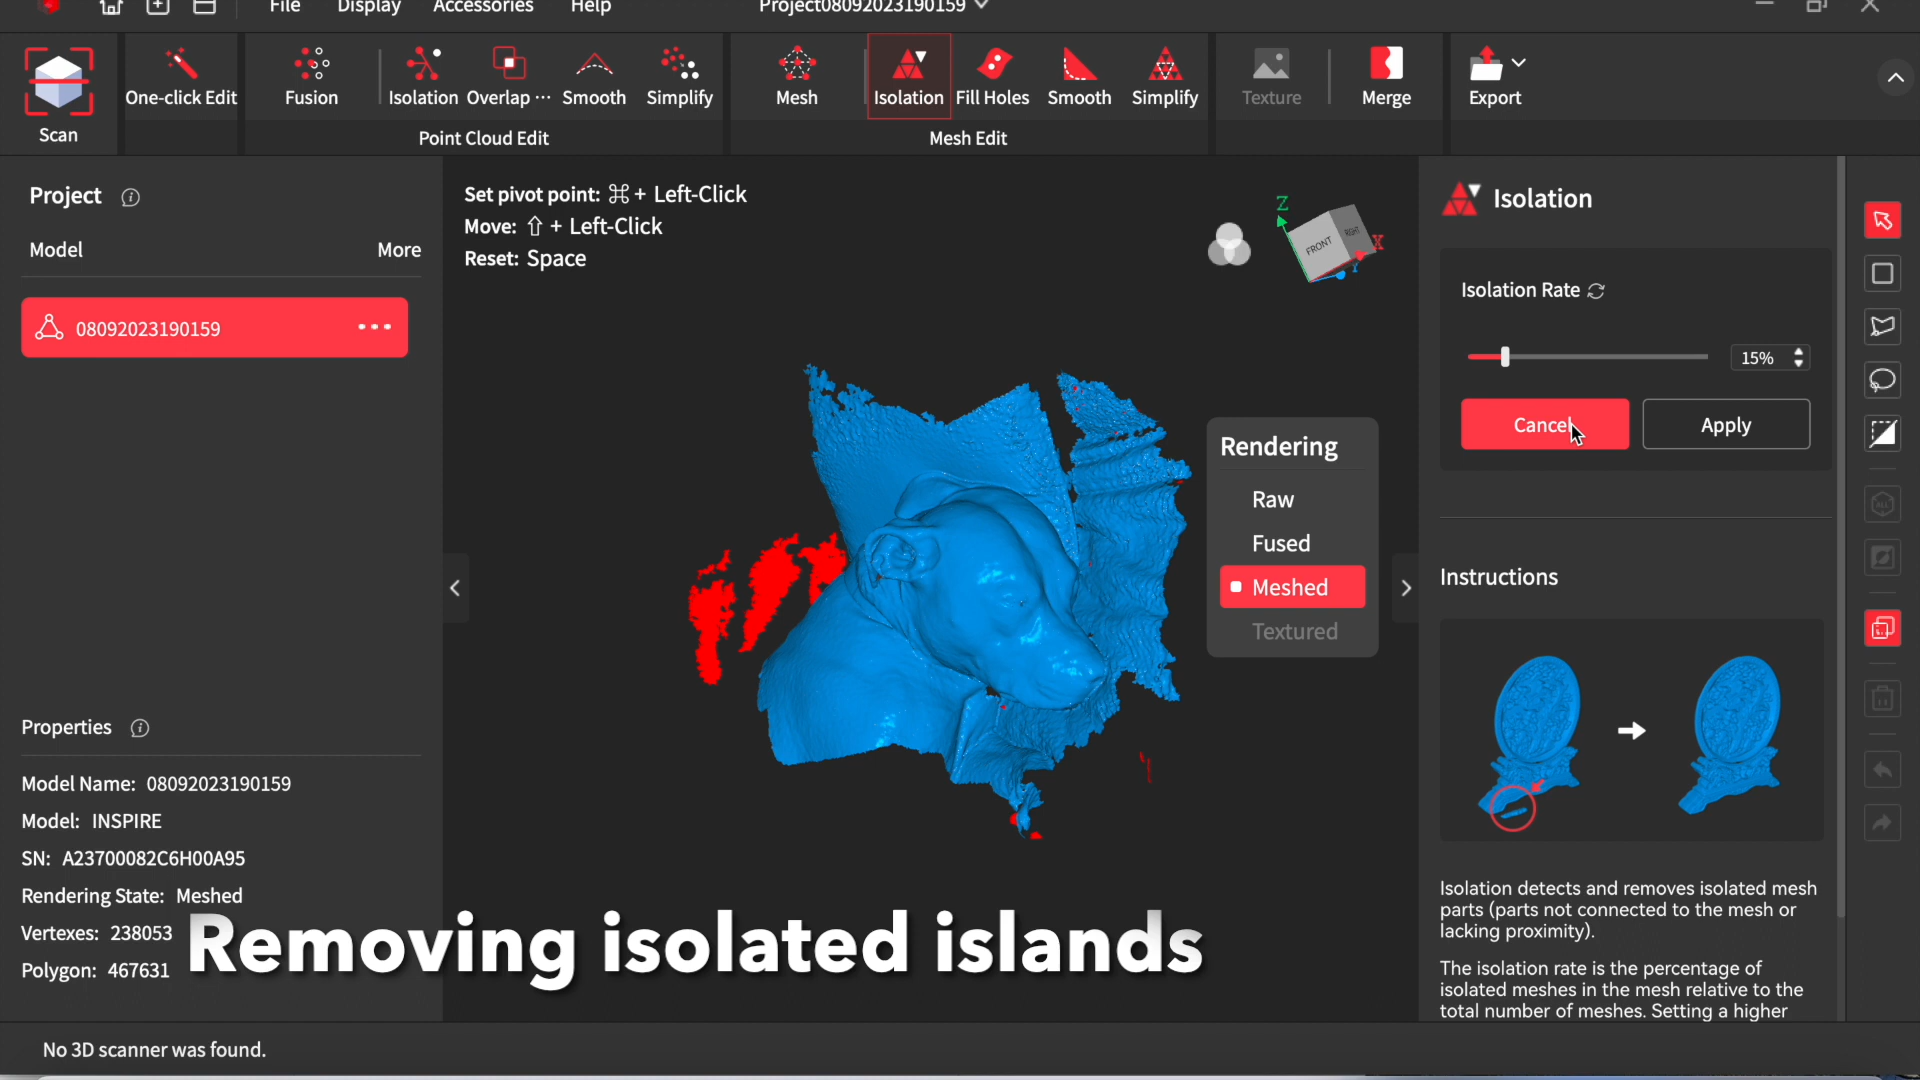 File Display Accessories Help Project08092023190159
Scan
One-click Edit
Fusion Isolation Overlap ··· Smooth Simplify
Point Cloud Edit
Mesh Isolation Fill Holes Smooth Simplify
Mesh Edit
Texture Merge Export
Project
Model More
08092023190159
Set pivot point: ⌘ + Left-Click
Move: ⇧ + Left-Click
Reset: Space
Z
X
Y
FRONT
RIGHT
Rendering
Raw
Fused
Meshed
Textured
Isolation
Isolation Rate
15%
Cancel Apply
Instructions
Isolation detects and removes isolated mesh
parts (parts not connected to the mesh or
lacking proximity).
The isolation rate is the percentage of
isolated meshes in the mesh relative to the
total number of meshes. Setting a higher
Properties
Model Name: 08092023190159
Model: INSPIRE
SN: A23700082C6H00A95
Rendering State: Meshed
Vertexes: 238053
Polygon: 467631
Removing isolated islands
No 3D scanner was found.